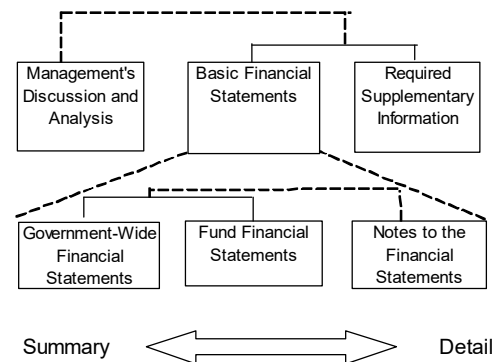 Management's
Discussion and
Analysis
Basic Financial
Statements
Required
Supplementary
Information
Government-Wide
Financial
Statements
Fund Financial
Statements
Notes to the
Financial
Statements
Summary
Detail